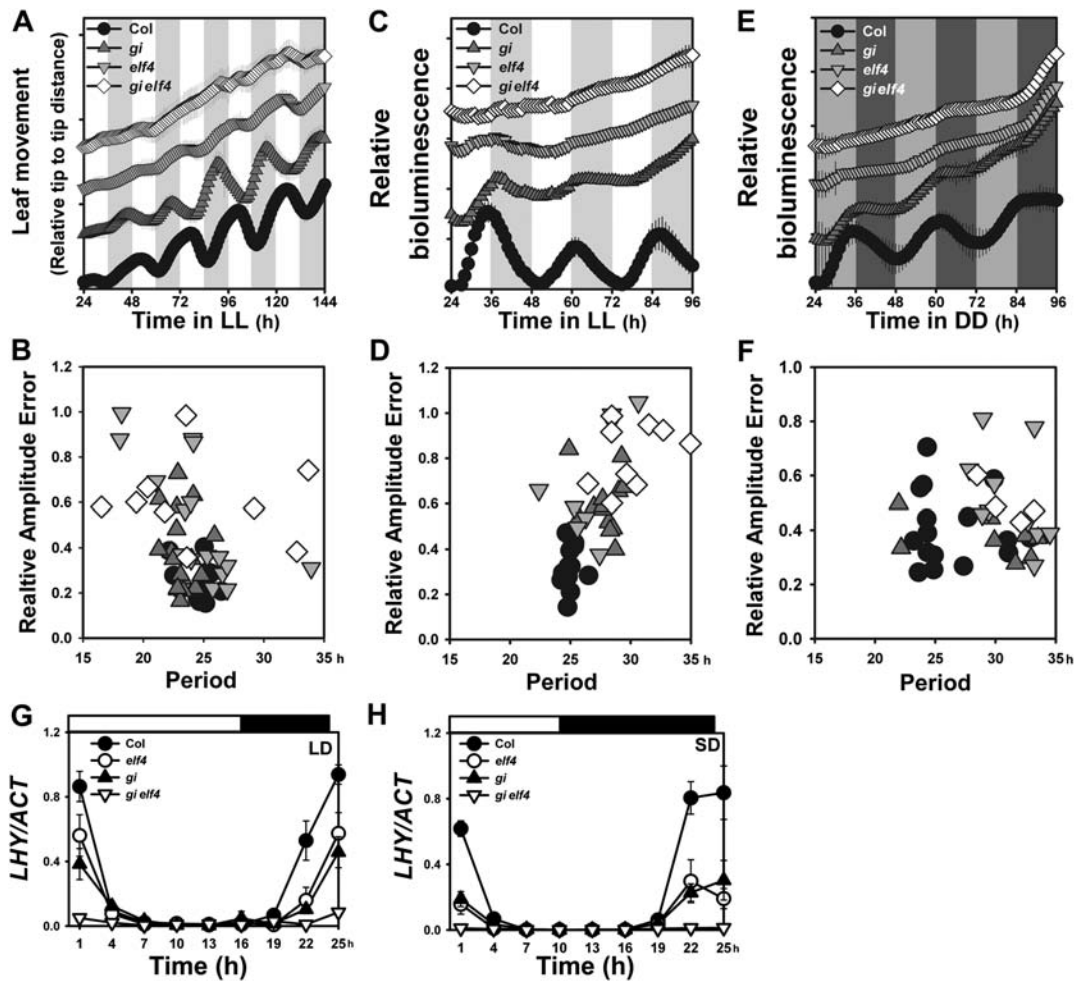 A
Leaf movement
(Relative tip to tip distance)
Col
gi
elf4
gi elf4
24 48 72 96 120 144
Time in LL (h)
C
Relative
bioluminescence
Col
gi
elf4
gi elf4
24 36 48 60 72 84 96
Time in LL (h)
E
Relative
bioluminescence
Col
gi
elf4
gi elf4
24 36 48 60 72 84 96
Time in DD (h)
B
Realtive Amplitude Error
1.2
1.0
0.8
0.6
0.4
0.2
0.0
15 20 25 30 35 h
Period
D
Relative Amplitude Error
1.2
1.0
0.8
0.6
0.4
0.2
0.0
15 20 25 30 35 h
Period
F
Relative Amplitude Error
1.0
0.8
0.6
0.4
0.2
0.0
15 20 25 30 35 h
Period
G
LHY/ACT
1.2
0.8
0.4
0.0
Col
elf4
gi
gi elf4
LD
1 4 7 10 13 16 19 22 25h
Time (h)
H
LHY/ACT
1.2
0.8
0.4
0.0
Col
elf4
gi
gi elf4
SD
1 4 7 10 13 16 19 22 25h
Time (h)